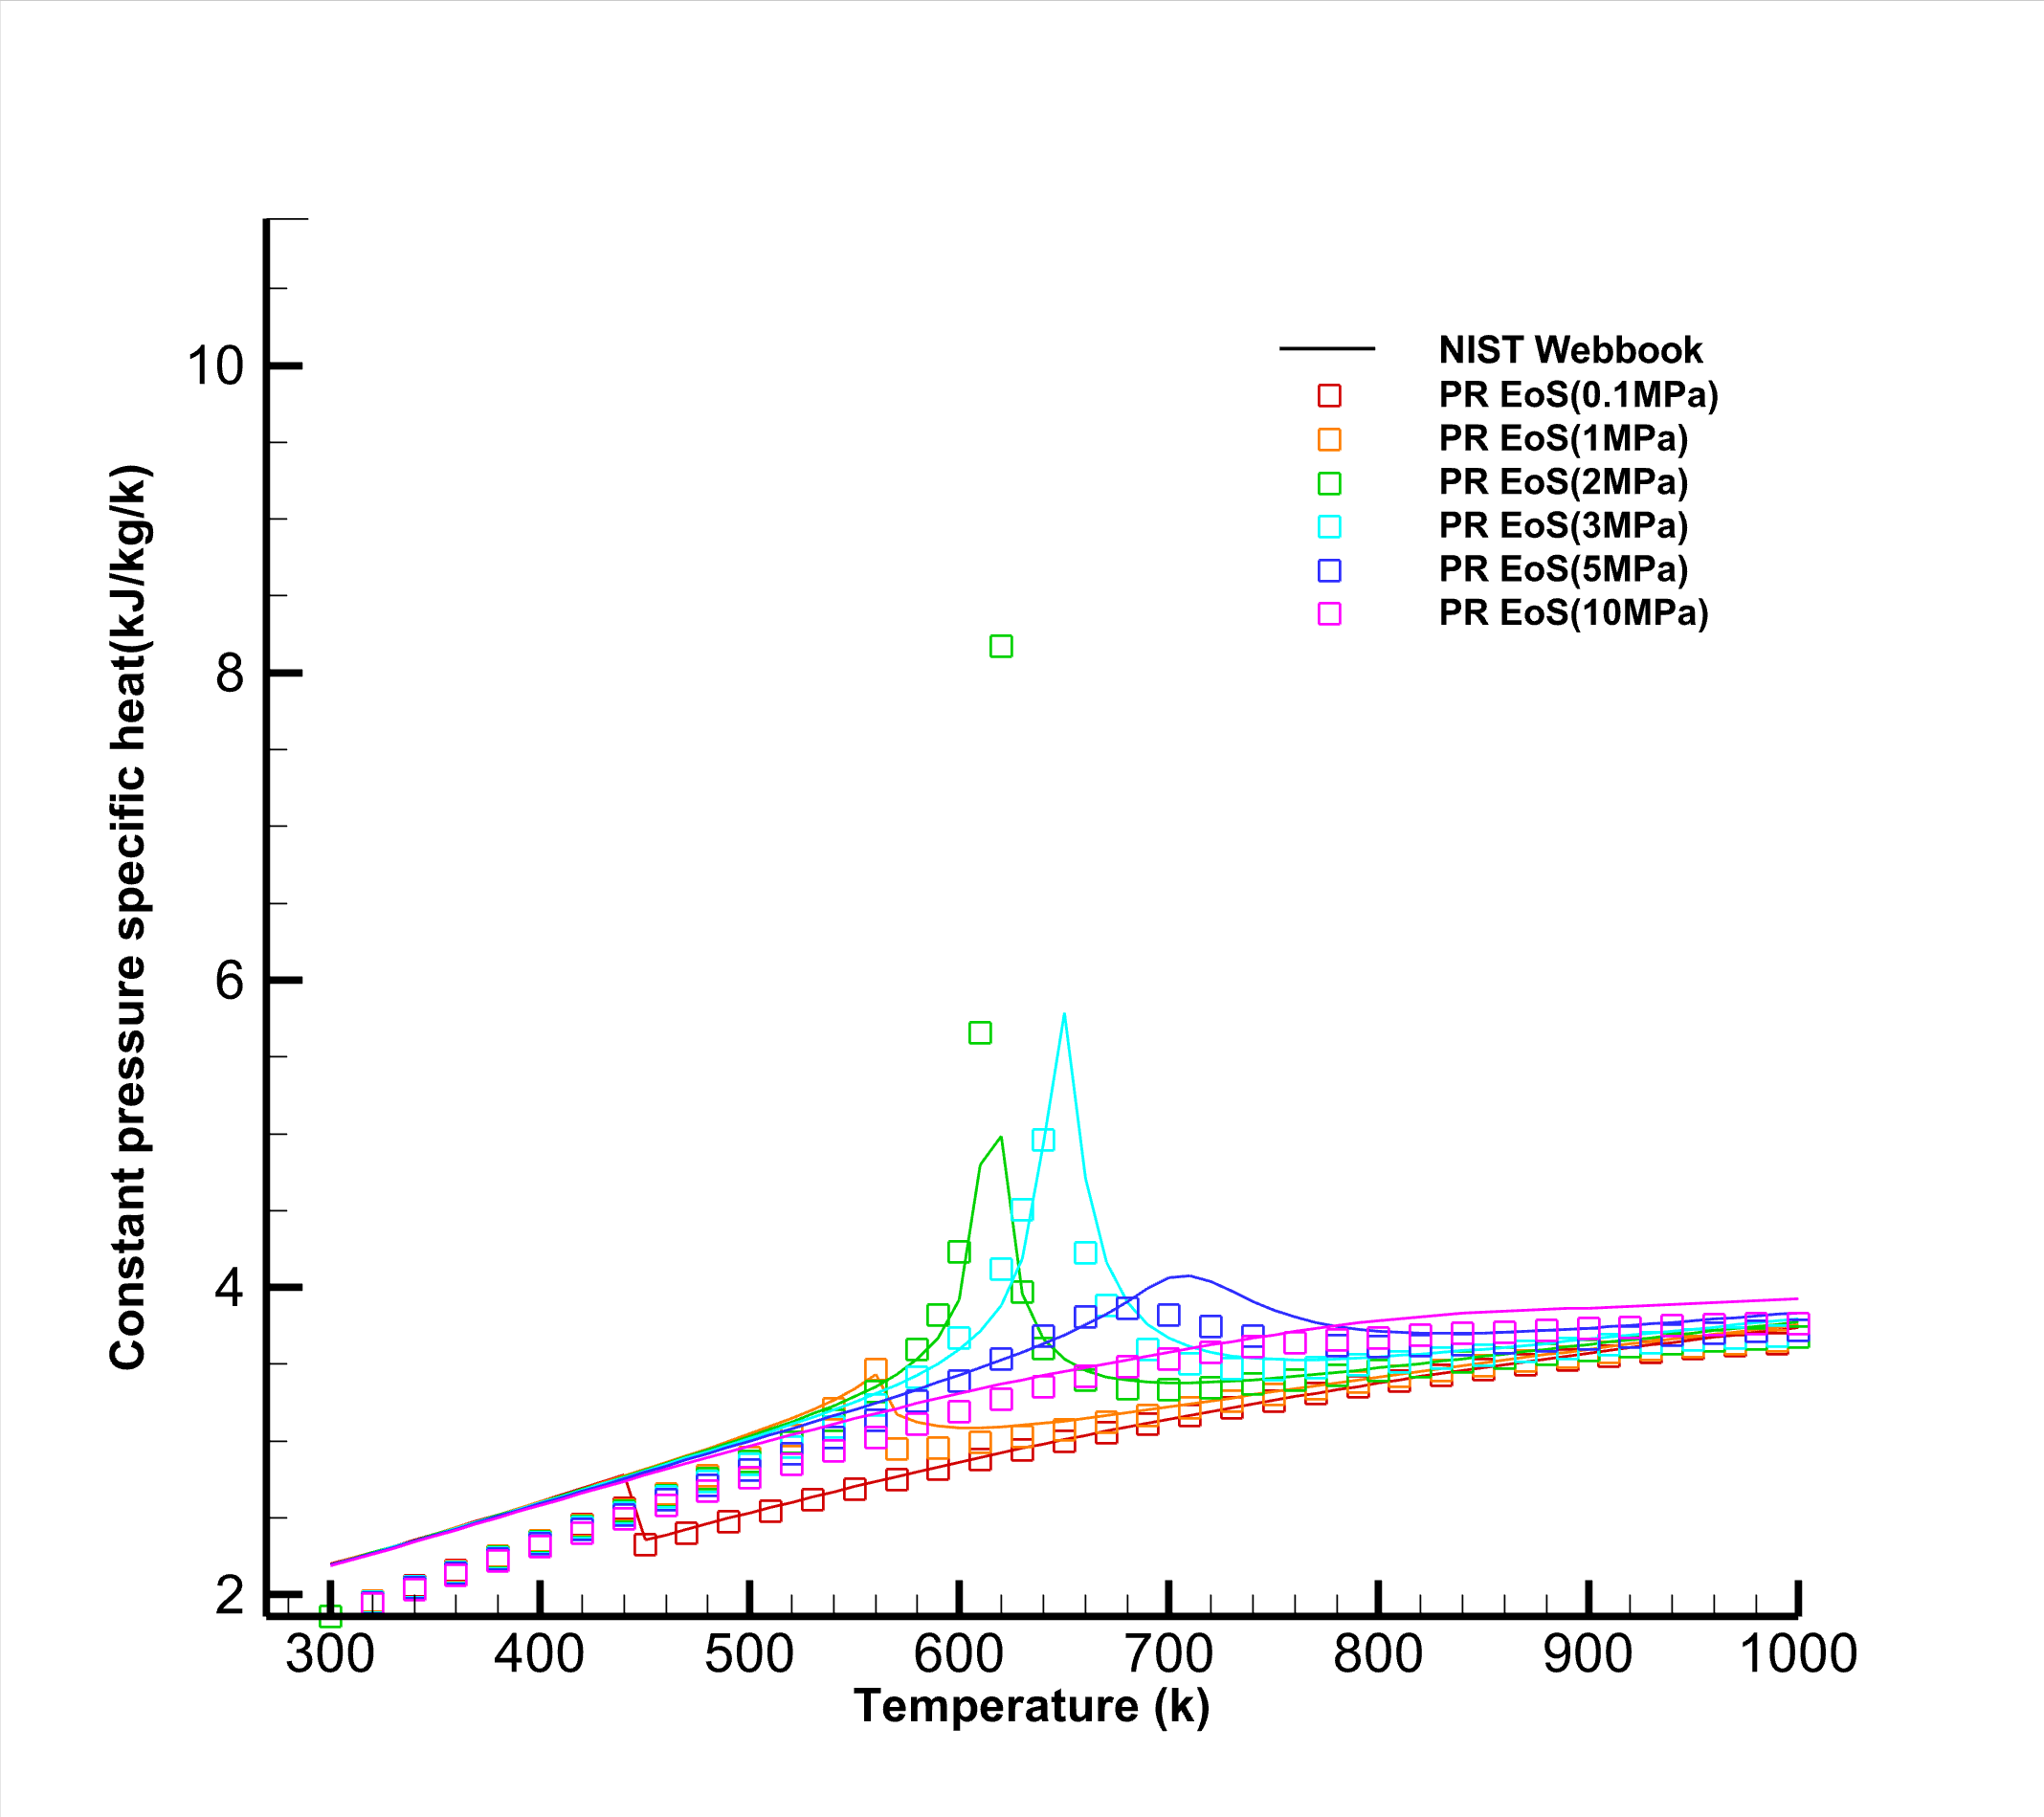 10
8
6
4
2
Constant pressure specific heat(kJ/kg/k)
NIST Webbook
PR EoS(0.1MPa)
PR EoS(1MPa)
PR EoS(2MPa)
PR EoS(3MPa)
PR EoS(5MPa)
PR EoS(10MPa)
300 400 500 600 700 800 900 1000
Temperature (k)